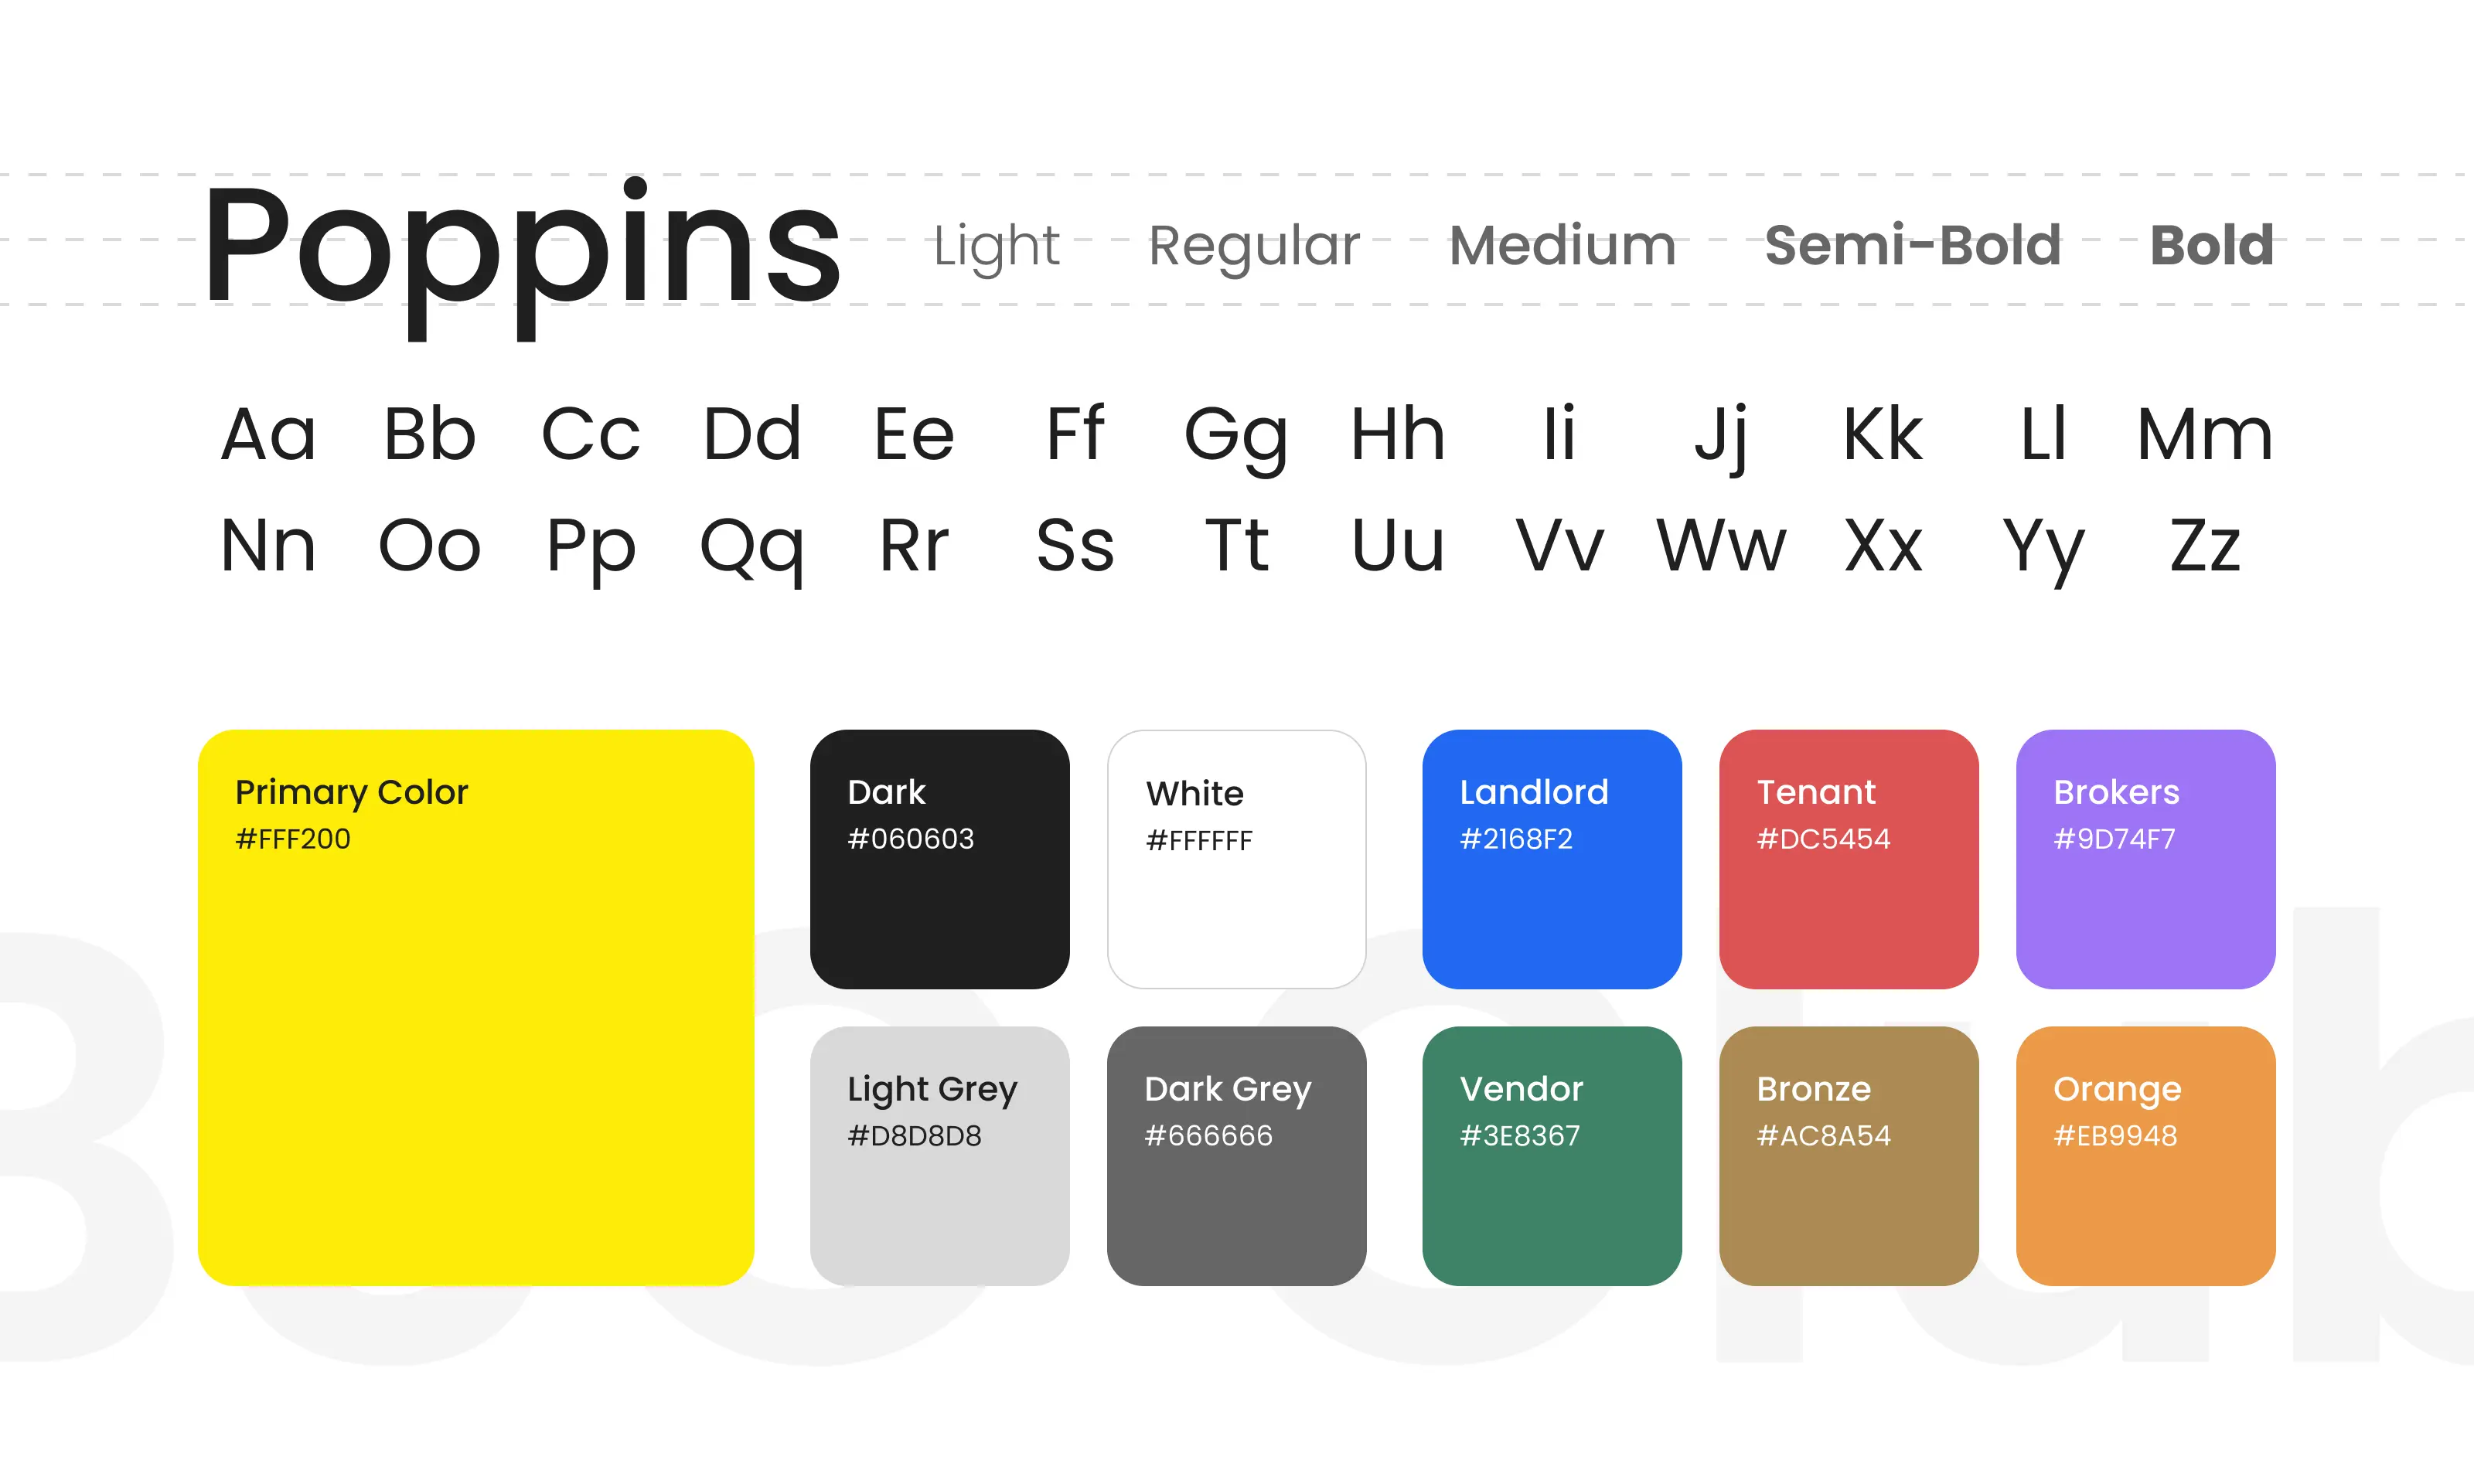 Poppins Light Regular Medium Semi-Bold Bold
Aa Bb Cc Dd Ee Ff Gg Hh Ii Jj Kk Ll Mm
Nn Oo Pp Qq Rr Ss Tt Uu Vv Ww Xx Yy Zz
Primary Color
#FFF200
Dark
#060603
White
#FFFFFF
Landlord
#2168F2
Tenant
#DC5454
Brokers
#9D74F7
Light Grey
#D8D8D8
Dark Grey
#666666
Vendor
#3E8367
Bronze
#AC8A54
Orange
#EB9948